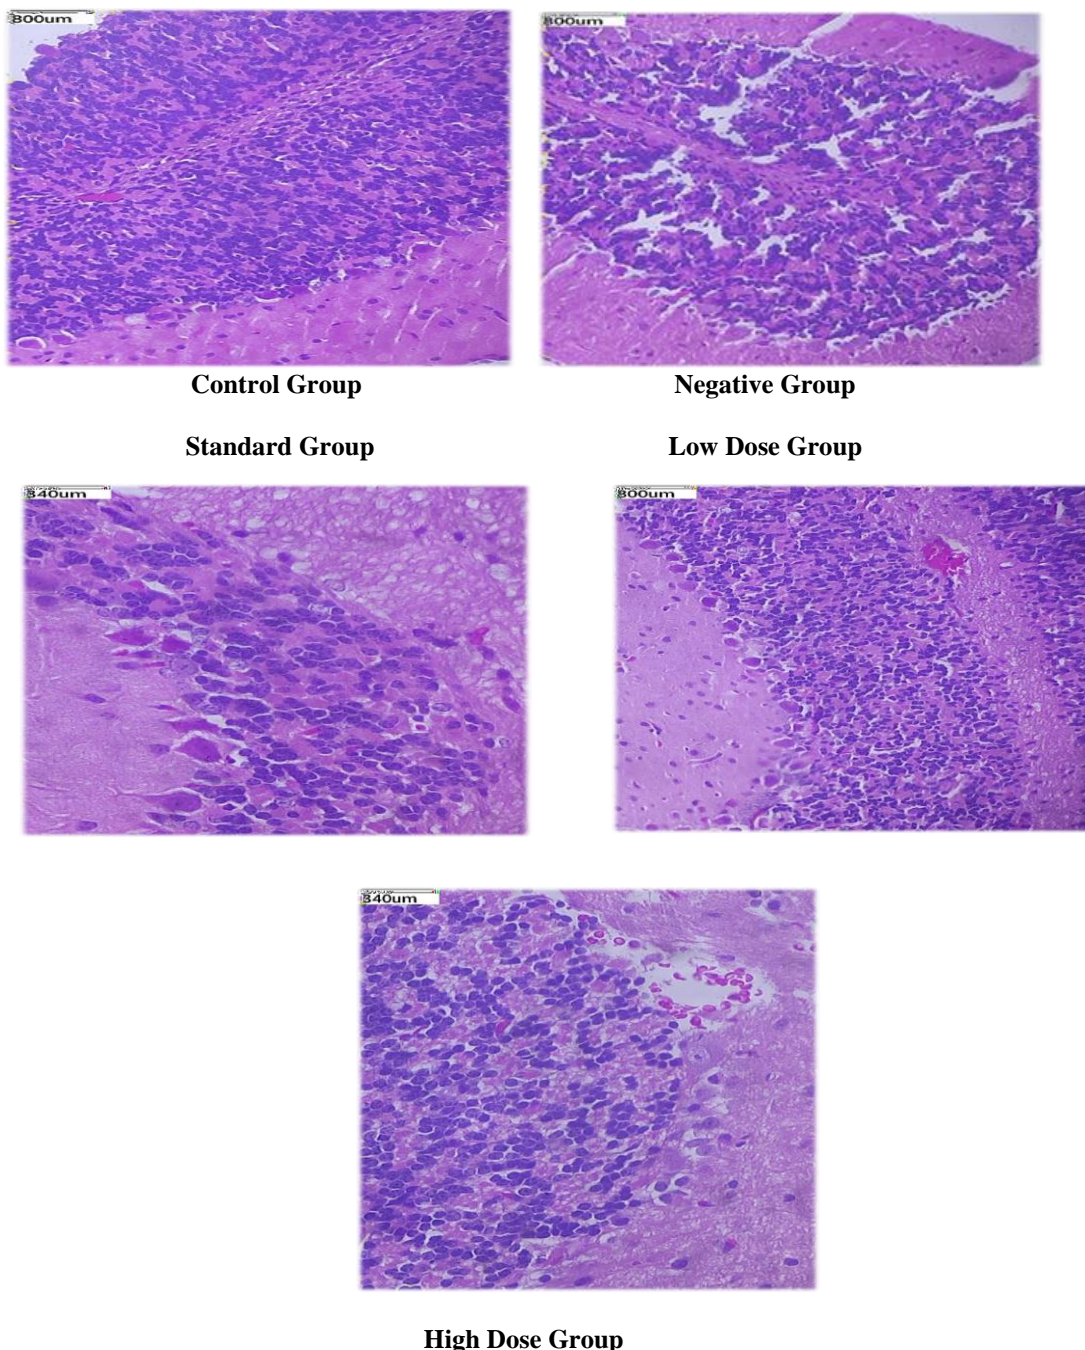 800um
800um
Control Group
Negative Group
Standard Group
Low Dose Group
340um
800um
340um
High Dose Group